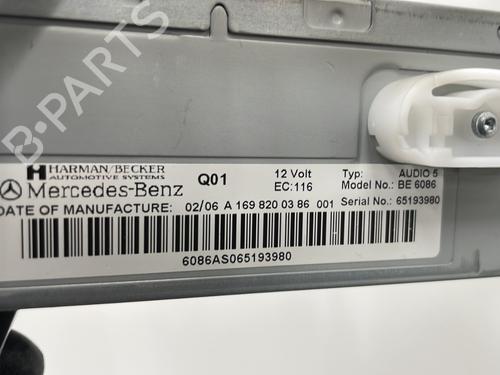 B-PARTS
HARMAN/BECKER
AUTOMOTIVE SYSTEMS
Mercedes-Benz Q01 12 Volt EC:116 Typ: AUDIO 5 Model No.: BE 6086
DATE OF MANUFACTURE: 02/06 A 169 820 03 86 001 Serial No.: 65193980
6086AS065193980